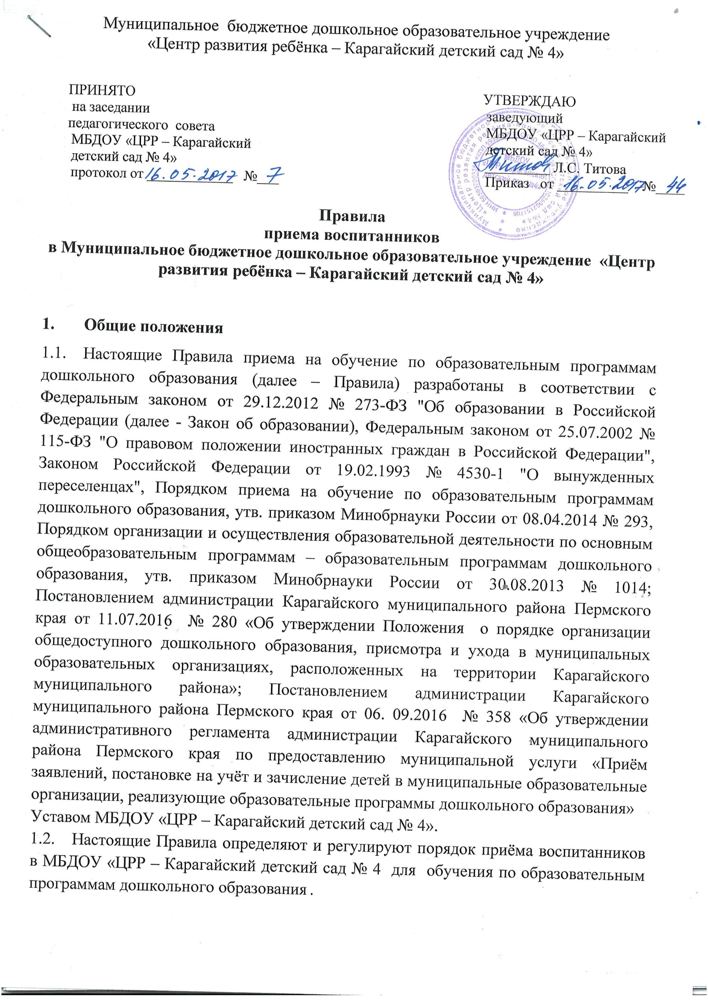 Муниципальное бюджетное дошкольное образовательное учреждение
«Центр развития ребёнка – Карагайский детский сад № 4»
ПРИНЯТО
на заседании
педагогического совета
МБДОУ «ЦРР – Карагайский
детский сад № 4»
протокол от 16.05.2017 № 7
УТВЕРЖДАЮ
заведующий
МБДОУ «ЦРР – Карагайский
детский сад № 4»
Л.С. Титова
Приказ от 16.05.2017 № 44
Правила
приема воспитанников
в Муниципальное бюджетное дошкольное образовательное учреждение «Центр
развития ребёнка – Карагайский детский сад № 4»
1. Общие положения
1.1. Настоящие Правила приема на обучение по образовательным программам
дошкольного образования (далее – Правила) разработаны в соответствии с
Федеральным законом от 29.12.2012 № 273-ФЗ "Об образовании в Российской
Федерации (далее - Закон об образовании), Федеральным законом от 25.07.2002 №
115-ФЗ "О правовом положении иностранных граждан в Российской Федерации",
Законом Российской Федерации от 19.02.1993 № 4530-1 "О вынужденных
переселенцах", Порядком приема на обучение по образовательным программам
дошкольного образования, утв. приказом Минобрнауки России от 08.04.2014 № 293,
Порядком организации и осуществления образовательной деятельности по основным
общеобразовательным программам – образовательным программам дошкольного
образования, утв. приказом Минобрнауки России от 30.08.2013 № 1014;
Постановлением администрации Карагайского муниципального района Пермского
края от 11.07.2016 № 280 «Об утверждении Положения о порядке организации
общедоступного дошкольного образования, присмотра и ухода в муниципальных
образовательных организациях, расположенных на территории Карагайского
муниципального района»; Постановлением администрации Карагайского
муниципального района Пермского края от 06. 09.2016 № 358 «Об утверждении
административного регламента администрации Карагайского муниципального
района Пермского края по предоставлению муниципальной услуги «Приём
заявлений, постановке на учёт и зачисление детей в муниципальные образовательные
организации, реализующие образовательные программы дошкольного образования»
Уставом МБДОУ «ЦРР – Карагайский детский сад № 4».
1.2. Настоящие Правила определяют и регулируют порядок приёма воспитанников
в МБДОУ «ЦРР – Карагайский детский сад № 4 для обучения по образовательным
программам дошкольного образования .